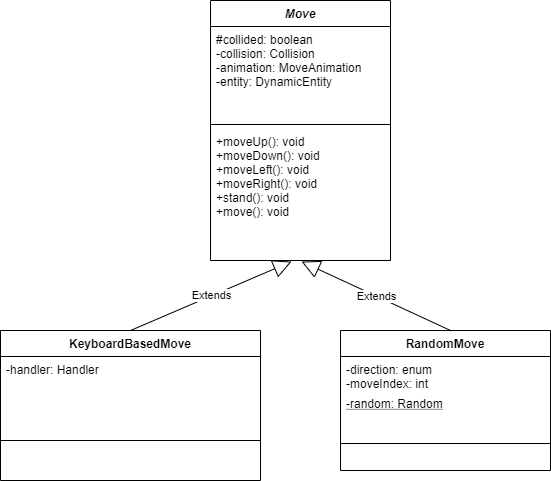 Move
#collided: boolean
-collision: Collision
-animation: MoveAnimation
-entity: DynamicEntity
+moveUp(): void
+moveDown(): void
+moveLeft(): void
+moveRight(): void
+stand(): void
+move(): void
Extends
Extends
KeyboardBasedMove
-handler: Handler
RandomMove
-direction: enum
-moveIndex: int
-random: Random